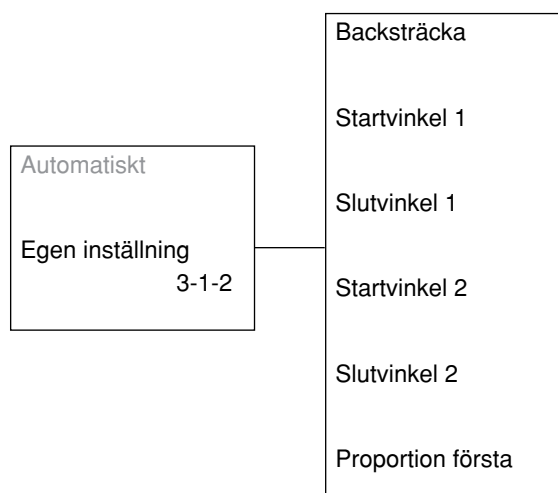 Automatiskt
Egen inställning
3-1-2
Backsträcka
Startvinkel 1
Slutvinkel 1
Startvinkel 2
Slutvinkel 2
Proportion första